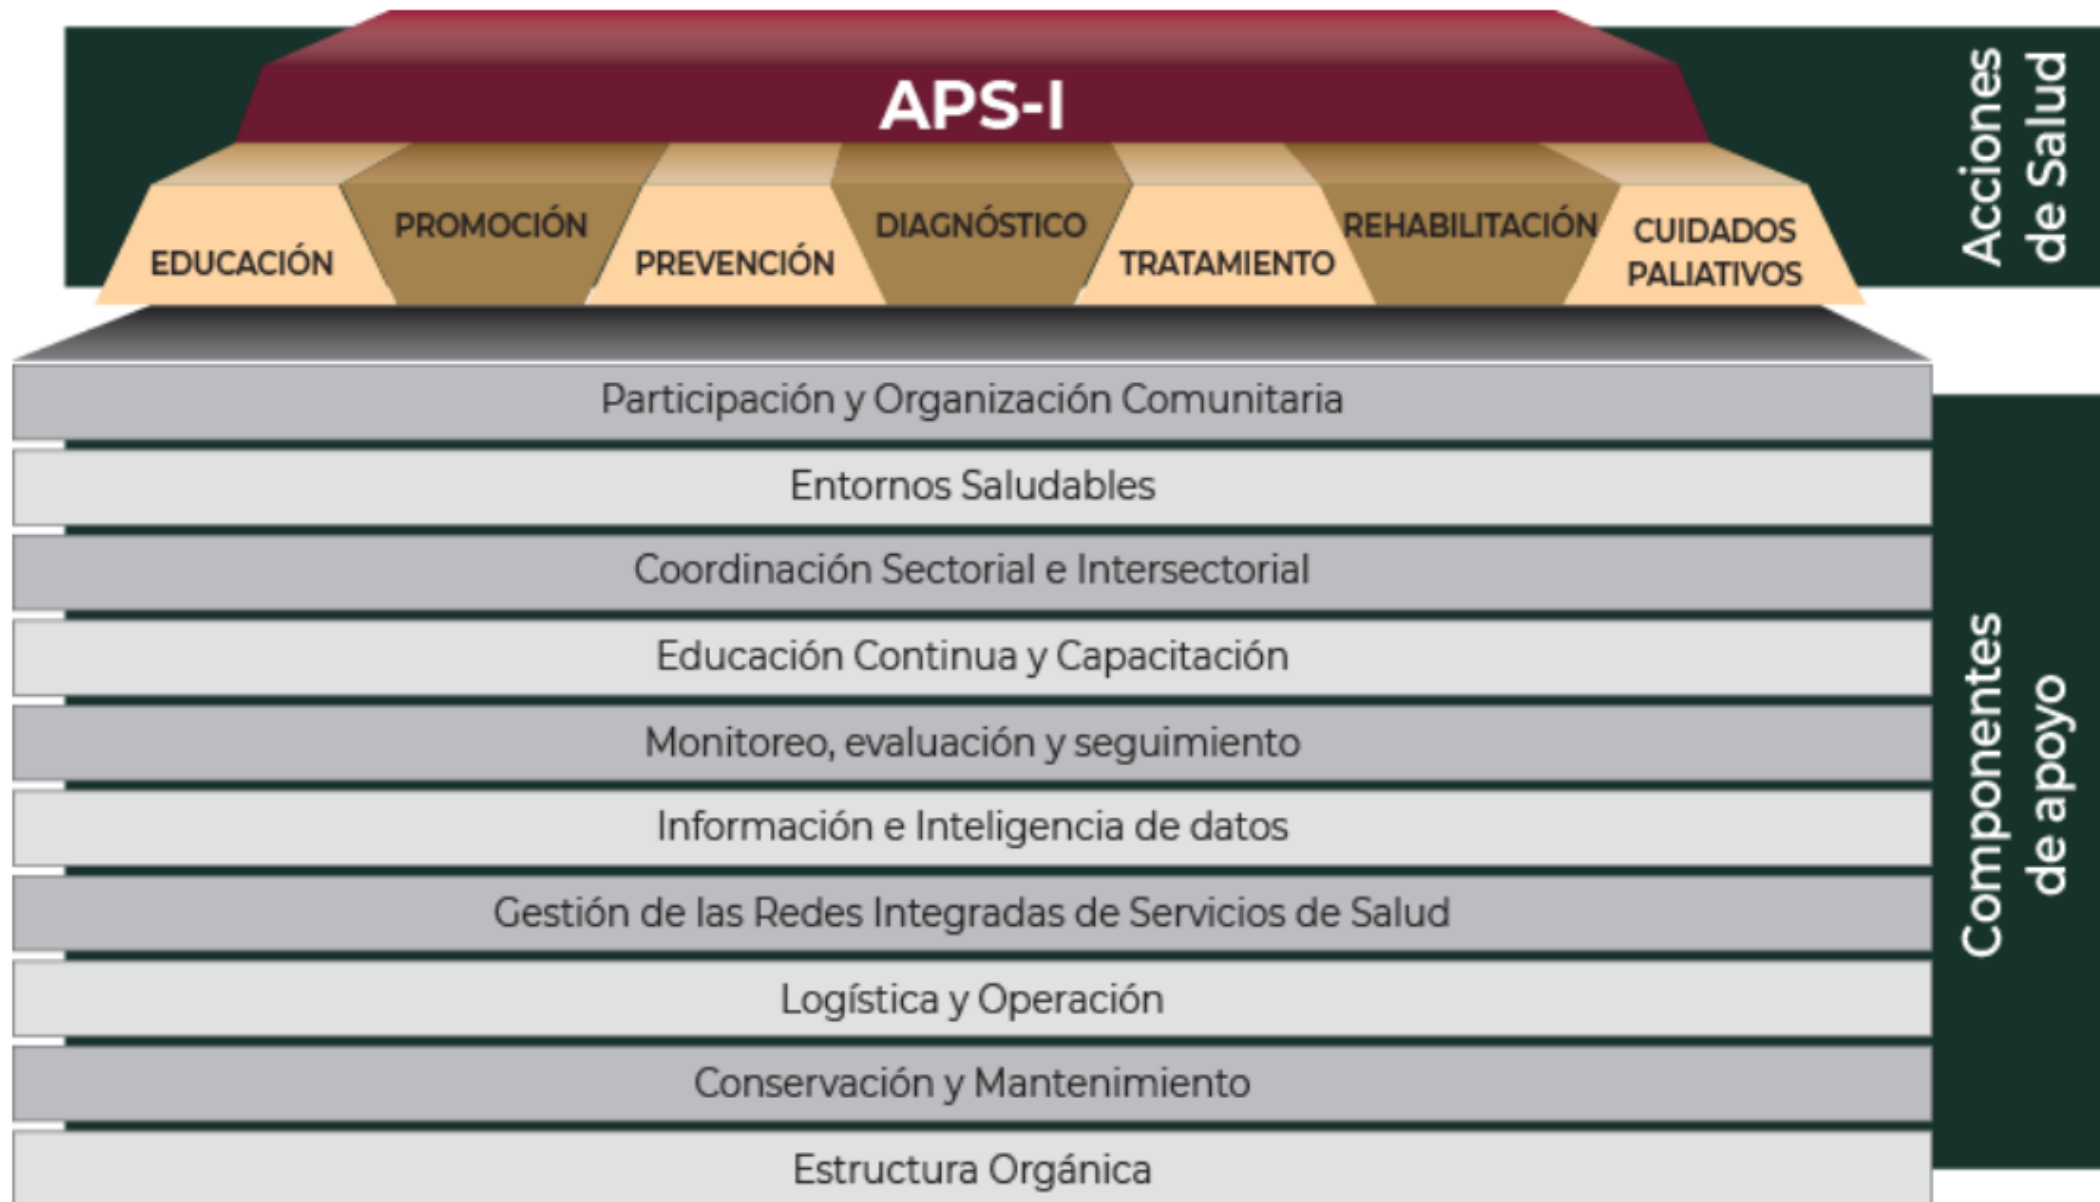 APS-I
EDUCACIÓN
PROMOCIÓN
PREVENCIÓN
DIAGNÓSTICO
TRATAMIENTO
REHABILITACIÓN
CUIDADOS
PALIATIVOS
Acciones
de Salud
Participación y Organización Comunitaria
Entornos Saludables
Coordinación Sectorial e Intersectorial
Educación Continua y Capacitación
Monitoreo, evaluación y seguimiento
Información e Inteligencia de datos
Gestión de las Redes Integradas de Servicios de Salud
Logística y Operación
Conservación y Mantenimiento
Estructura Orgánica
Componentes
de apoyo